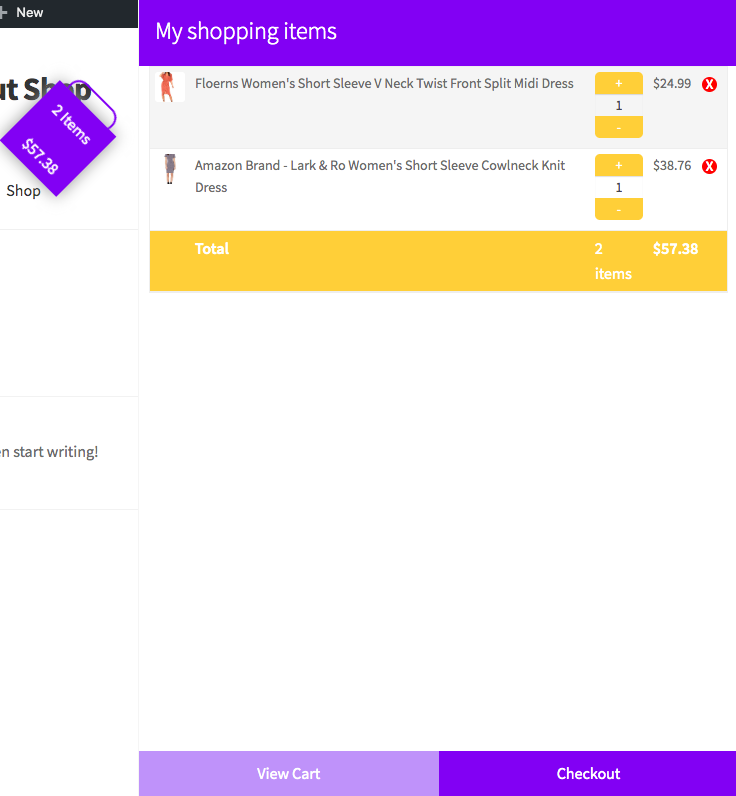 New
ut Shop
2 Items
$57.38
Shop
en start writing!
My shopping items
Floerns Women's Short Sleeve V Neck Twist Front Split Midi Dress
+
1
-
$24.99
X
Amazon Brand - Lark & Ro Women's Short Sleeve Cowlneck Knit
Dress
+
1
-
$38.76
X
Total
2
items
$57.38
View Cart
Checkout